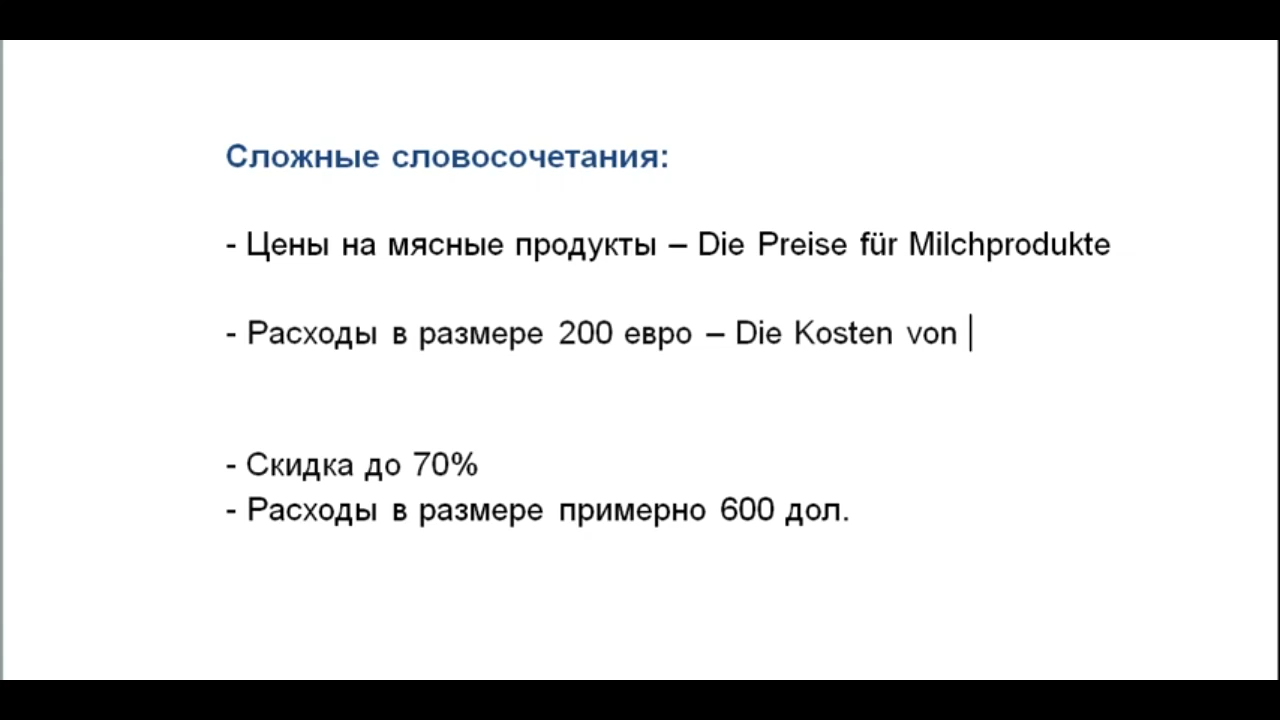 Сложные словосочетания:
- Цены на мясные продукты – Die Preise für Milchprodukte
- Расходы в размере 200 евро – Die Kosten von
- Скидка до 70%
- Расходы в размере примерно 600 дол.